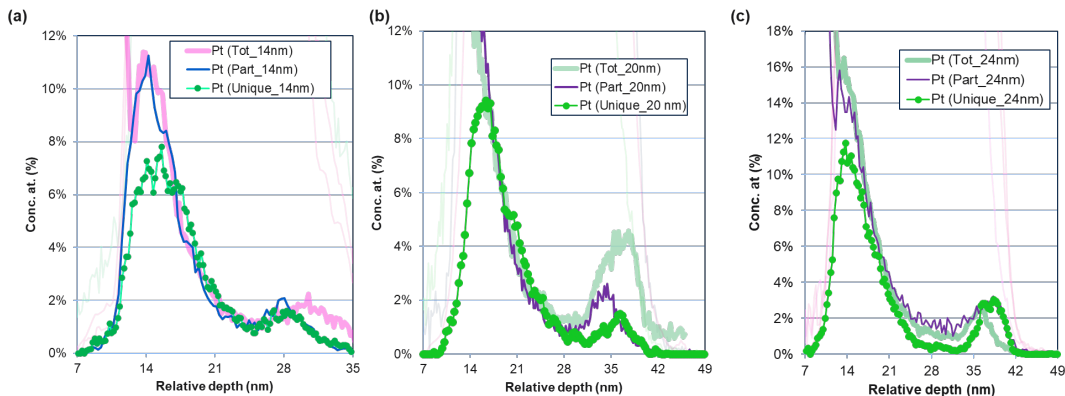 (a)
Conc. at. (%)
12%
10%
8%
6%
4%
2%
0%
Pt (Tot_14nm)
Pt (Part_14nm)
Pt (Unique_14nm)
7
14
21
28
35
Relative depth (nm)
(b)
Conc. at. (%)
12%
10%
8%
6%
4%
2%
0%
Pt (Tot_20nm)
Pt (Part_20nm)
Pt (Unique_20 nm)
7
14
21
28
35
42
49
Relative depth (nm)
(c)
Conc. at (%)
18%
16%
14%
12%
10%
8%
6%
4%
2%
0%
Pt (Tot_24nm)
Pt (Part_24nm)
Pt (Unique_24nm)
7
14
21
28
35
42
49
Relative depth (nm)